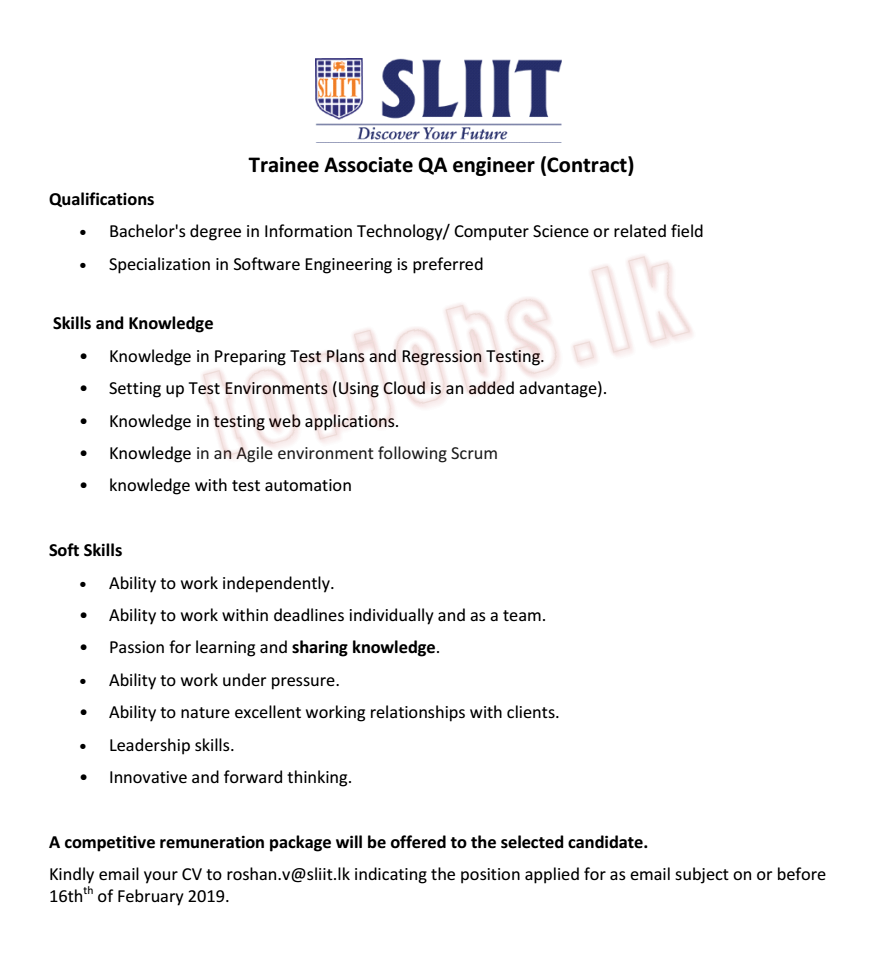 SLIIT
SLIIT
Discover Your Future
Trainee Associate QA engineer (Contract)
Qualifications
• Bachelor's degree in Information Technology/ Computer Science or related field
• Specialization in Software Engineering is preferred
Skills and Knowledge
• Knowledge in Preparing Test Plans and Regression Testing.
• Setting up Test Environments (Using Cloud is an added advantage).
• Knowledge in testing web applications.
• Knowledge in an Agile environment following Scrum
• knowledge with test automation
topjobs.lk
Soft Skills
• Ability to work independently.
• Ability to work within deadlines individually and as a team.
• Passion for learning and sharing knowledge.
• Ability to work under pressure.
• Ability to nature excellent working relationships with clients.
• Leadership skills.
• Innovative and forward thinking.
A competitive remuneration package will be offered to the selected candidate.
Kindly email your CV to roshan.v@sliit.lk indicating the position applied for as email subject on or before
16thth of February 2019.